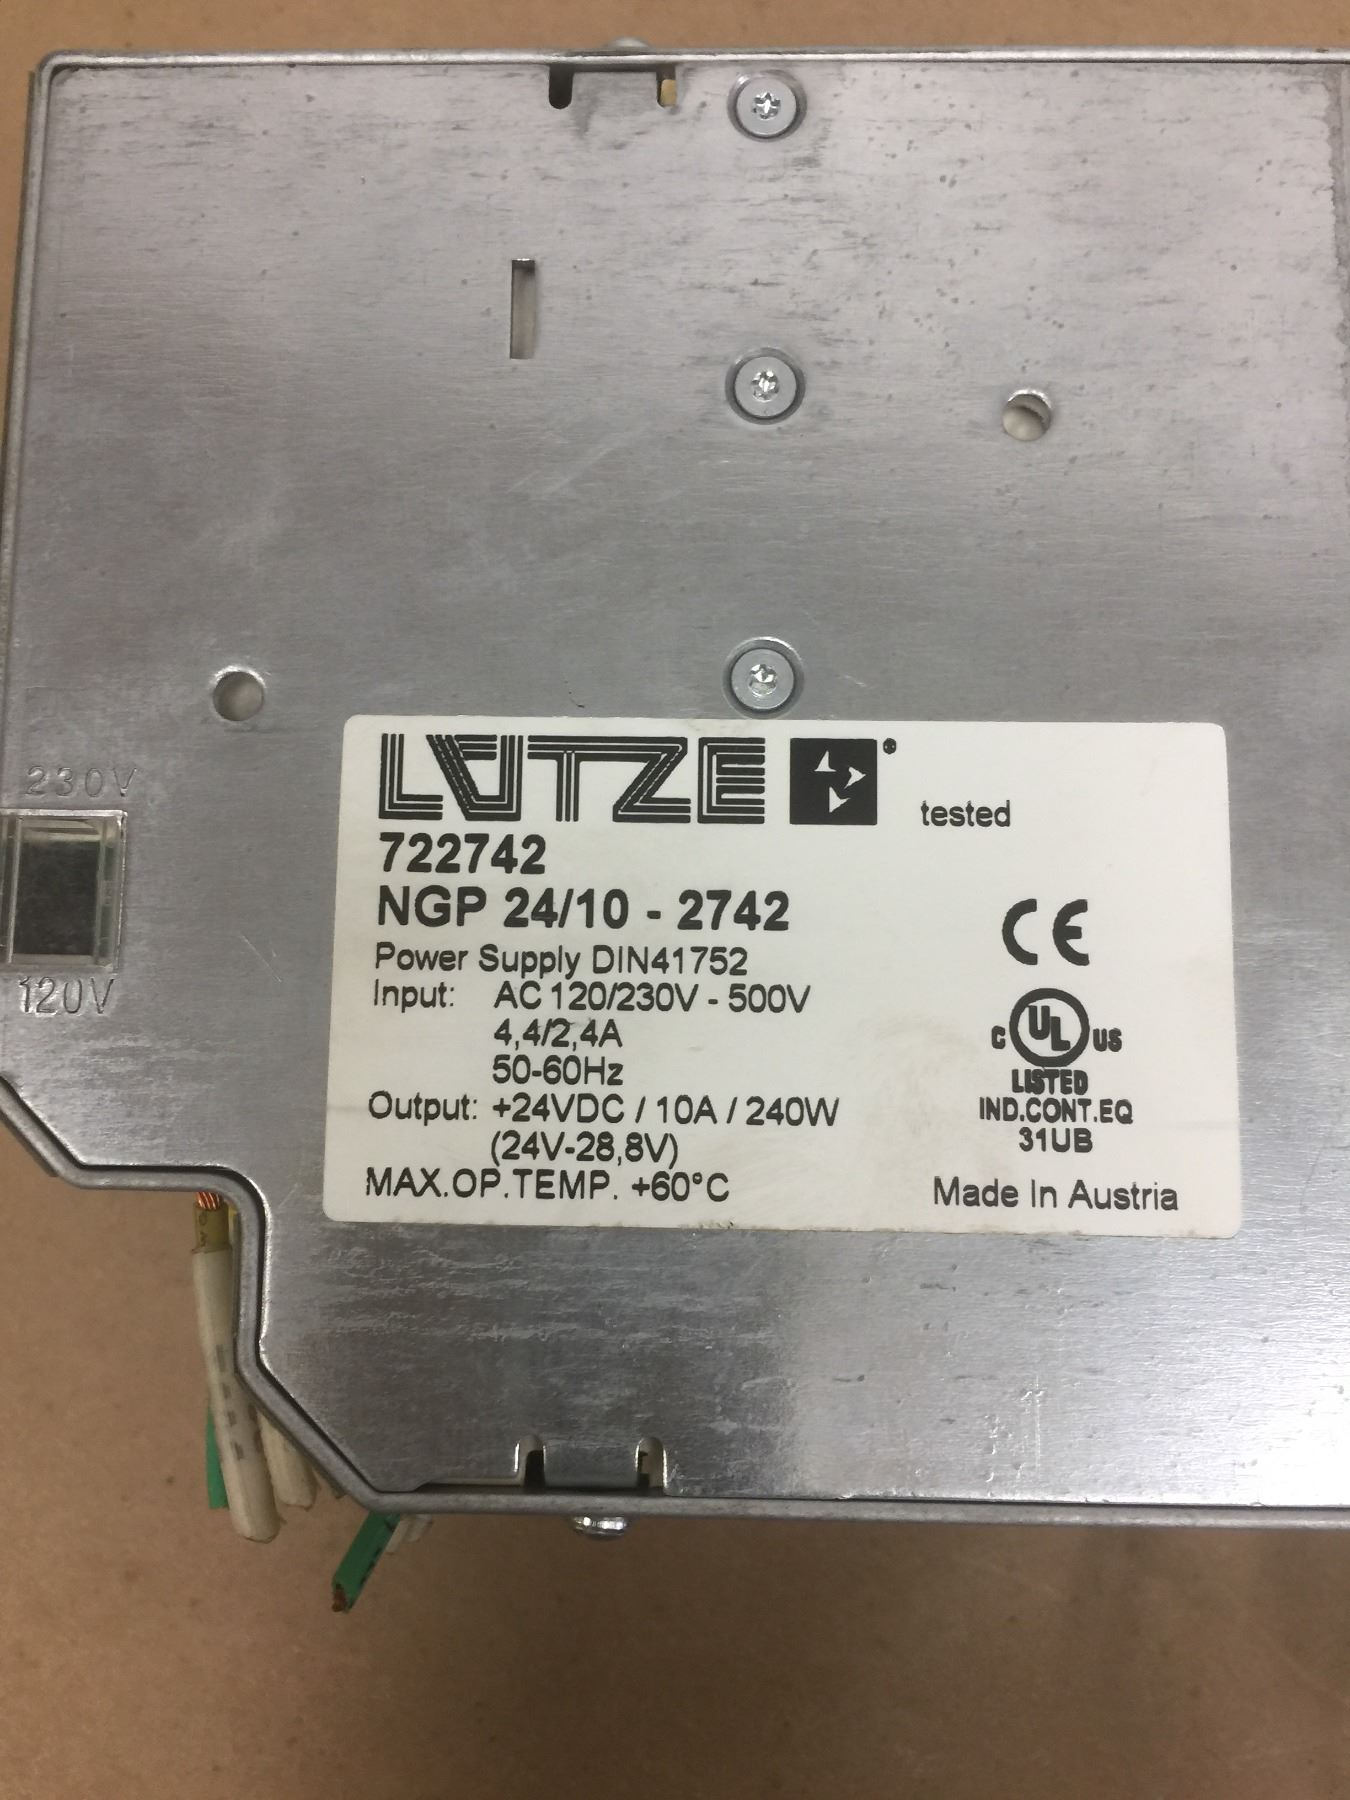 230V
120V
LÜTZE
tested
722742
NGP 24/10 - 2742
Power Supply DIN41752
Input: AC 120/230V - 500V
4,4/2,4A
50-60Hz
Output: +24VDC / 10A / 240W
(24V-28,8V)
MAX.OP.TEMP. +60°C
CE
C UL US
LISTED
IND.CONT.EQ
31UB
Made In Austria